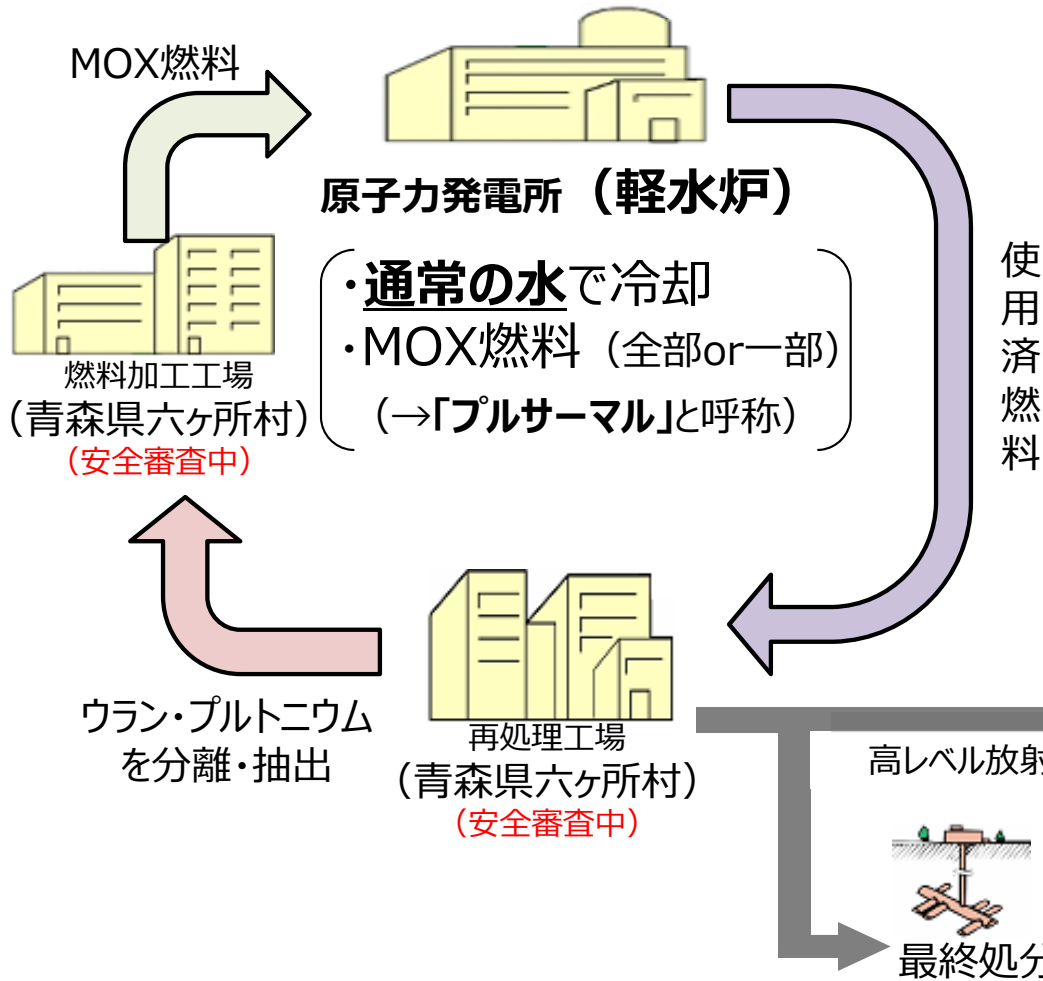 MOX燃料
原子力発電所（軽水炉）
・通常の水で冷却
・MOX燃料（全部or一部）
（→「プルサーマル」と呼称）
使用済燃料
燃料加工工場
（青森県六ヶ所村）
（安全審査中）
ウラン・プルトニウム
を分離・抽出
再処理工場
（青森県六ヶ所村）
（安全審査中）
高レベル放射
最終処分